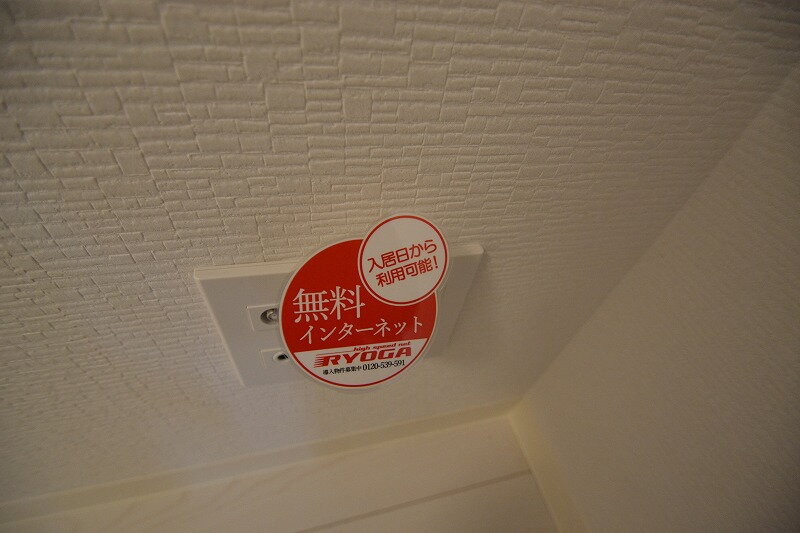 入居日から
利用可能!
無料
インターネット
high speed net
RYOGA
導入物件募集中 0120-539-591